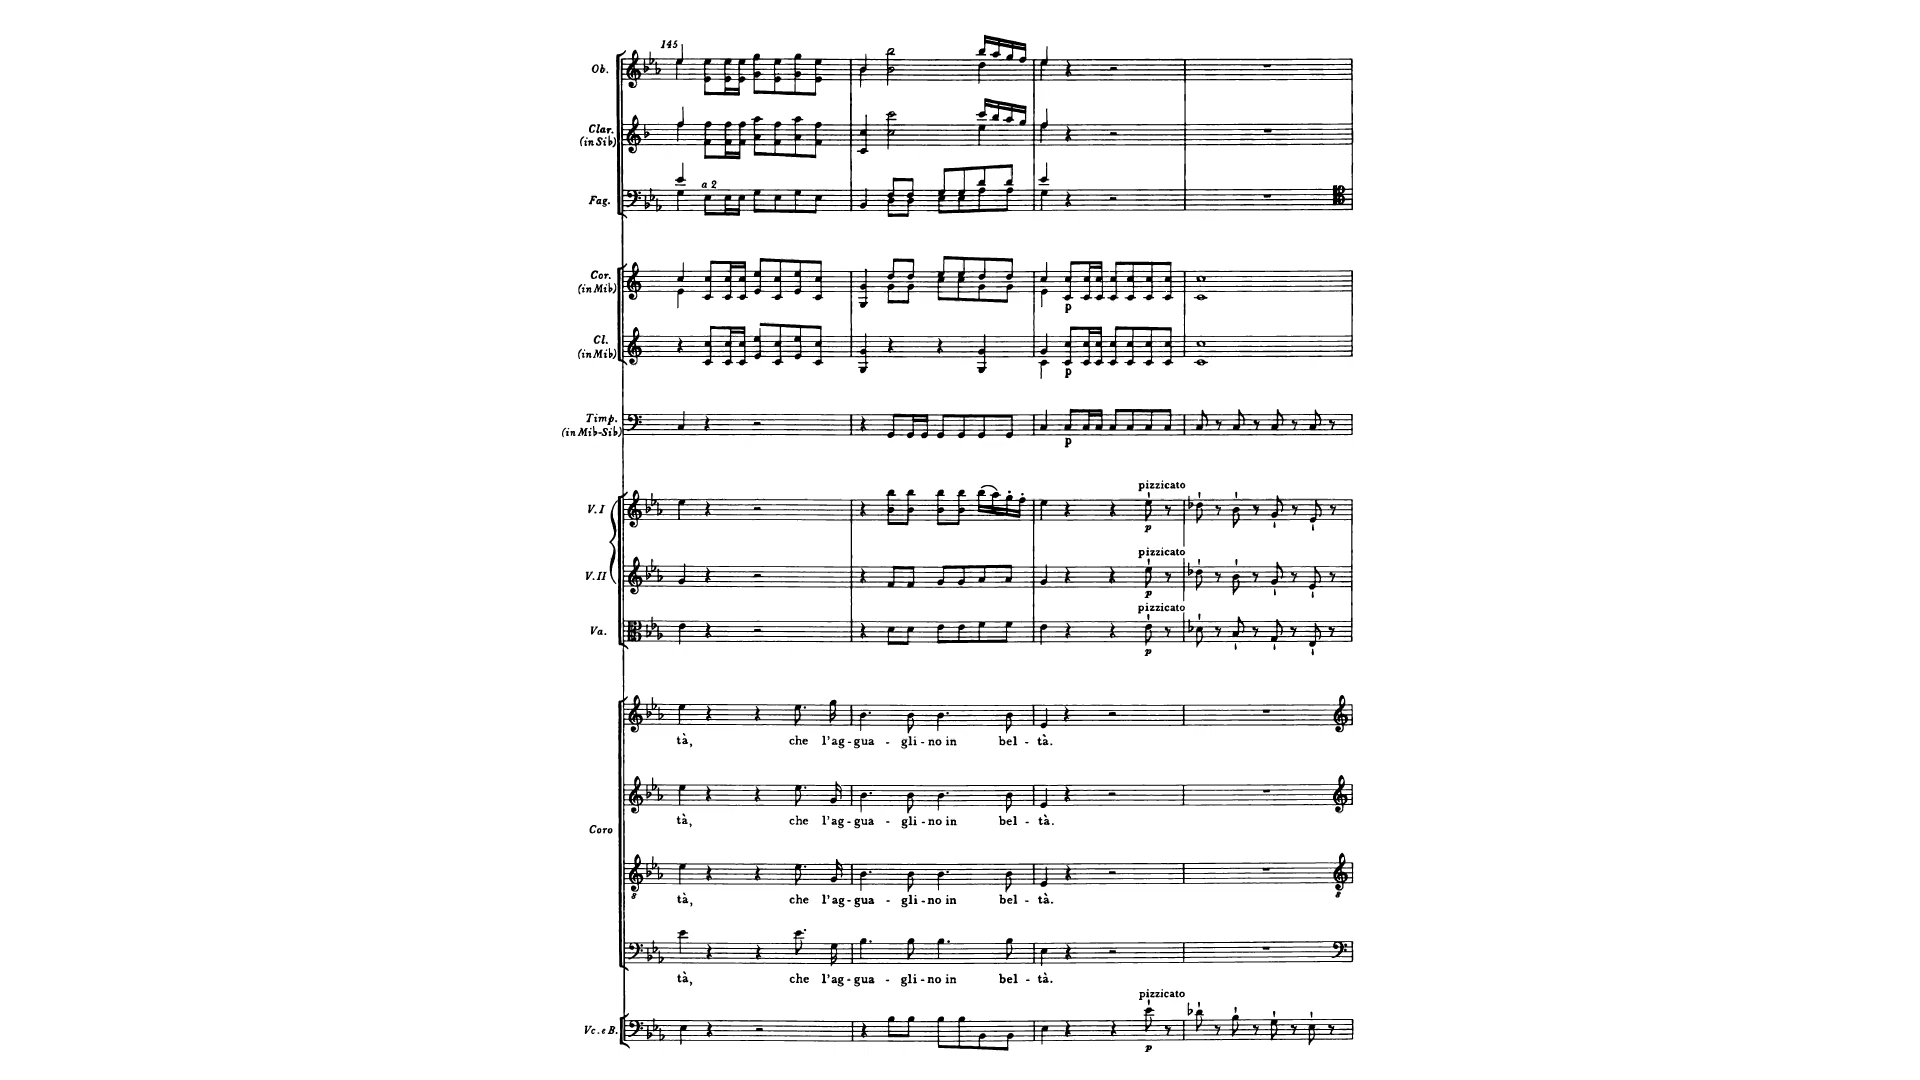 145
Ob.
Clar.
(in Sib)
a 2
Fag.
Cor.
(in Mib)
p
Cl.
(in Mib)
p
Timp.
(in Mib-Sib)
p
pizzicato
V. I
p
pizzicato
V. II
p
pizzicato
Va.
p
tà, che l'ag-gua - gli-no in bel - tà.
tà, che l'ag-gua - gli-no in bel - tà.
Coro
tà, che l'ag-gua - gli-no in bel - tà.
tà, che l'ag-gua - gli-no in bel - tà.
pizzicato
Vc. e B.
p